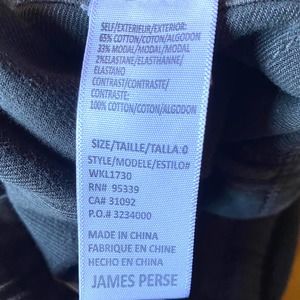 SELF/EXTERIEUR/EXTERIOR:
65% COTTON/COTON/ALGODON
33% MODAL/MODAL/MODAL
2%ELASTANE/ELASTHANNE/
ELASTANO
CONTRAST/CONTRASTE/
CONTRASTE:
100% COTTON/COTON/ALGODON
SIZE/TAILLE/TALLA:0
STYLE/MODELE/ESTILO#
WKL1730
RN# 95339
CA# 31092
P.O.# 3234000
MADE IN CHINA
FABRIQUE EN CHINE
HECHO EN CHINA
JAMES PERSE